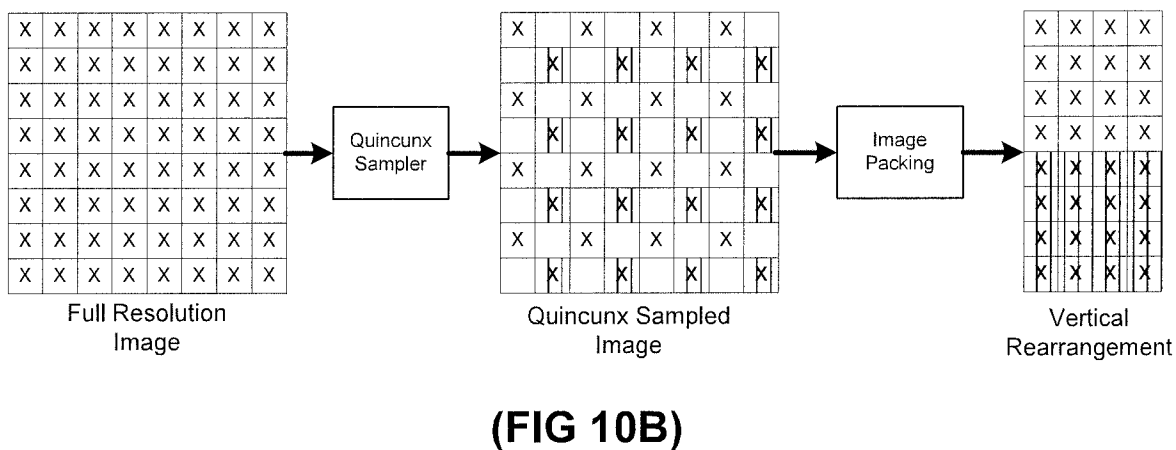 X X X X X X X X
X X X X X X X X
X X X X X X X X
X X X X X X X X
X X X X X X X X
X X X X X X X X
X X X X X X X X
X X X X X X X X
Full Resolution
Image
Quincunx
Sampler
X X X X
X X X X
X X X X
X X X X
X X X X
X X X X
X X X X
X X X X
Quincunx Sampled
Image
Image
Packing
X X X X
X X X X
X X X X
X X X X
X X X X
X X X X
X X X X
X X X X
Vertical
Rearrangement
(FIG 10B)